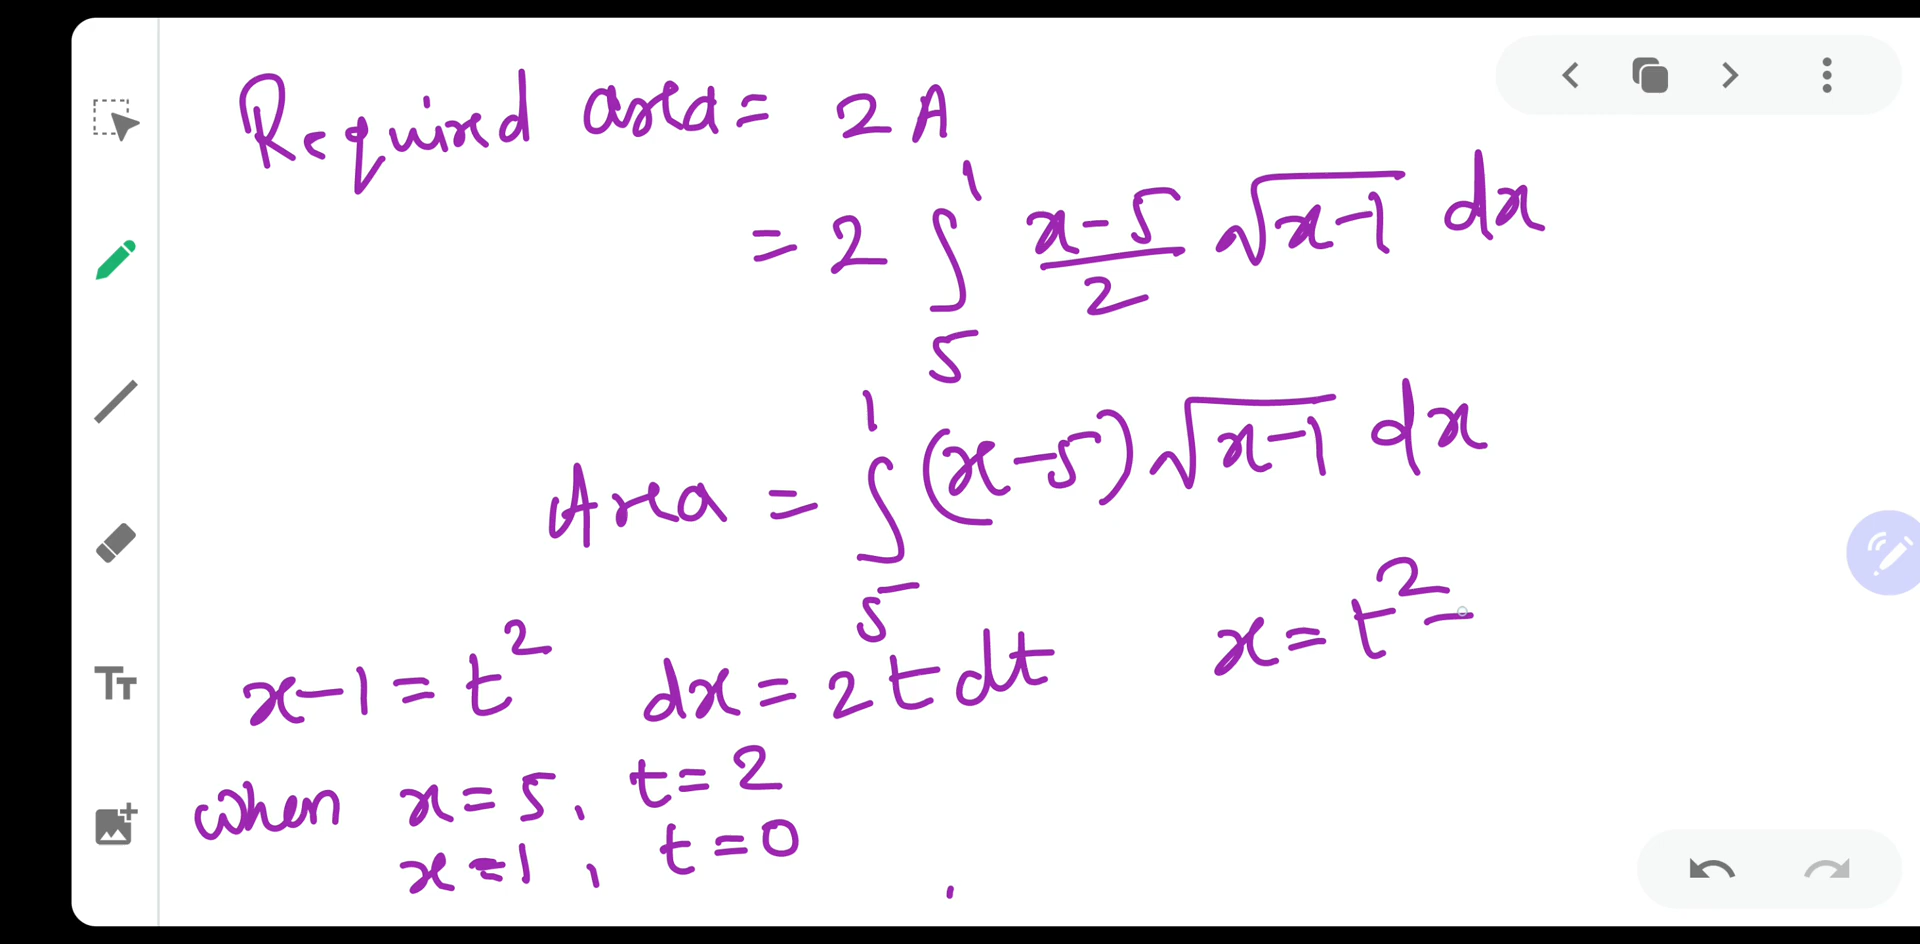 Required area = 2A
= 2 ∫₅¹ (x-5)/2 √(x-1) dx
Area = ∫₅¹ (x-5) √(x-1) dx
x-1 = t² dx = 2t dt x = t² -
when x = 5, t = 2
x = 1, t = 0
TT